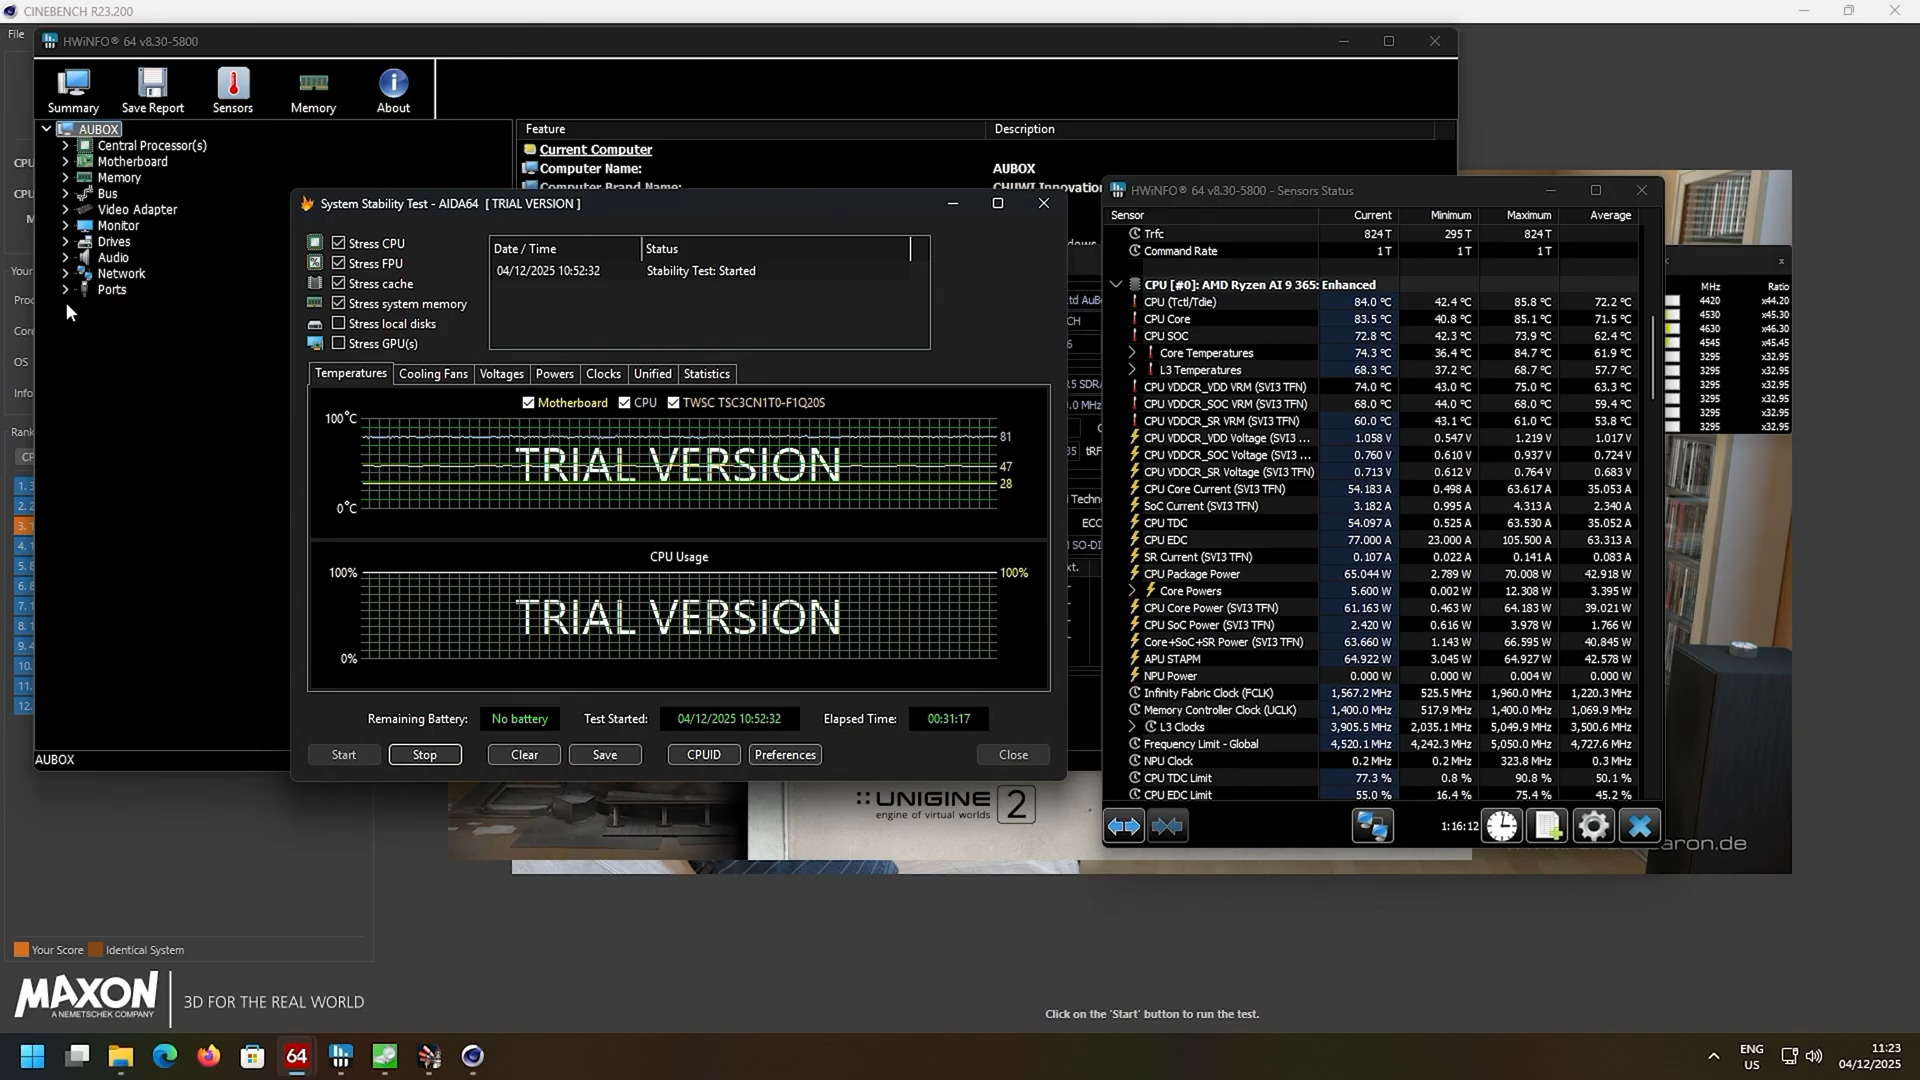 CINEBENCH R23.200
File
HWiNFO® 64 v8.30-5800
Summary
Save Report
Sensors
Memory
About
AUBOX
Central Processor(s)
Motherboard
Memory
Bus
Video Adapter
Monitor
Drives
Audio
Network
Ports
Feature Description
Current Computer
Computer Name: AUBOX
Computer Brand Name: CHUWI Innovation
AUBOX
System Stability Test - AIDA64 [ TRIAL VERSION ]
Stress CPU
Stress FPU
Stress cache
Stress system memory
Stress local disks
Stress GPU(s)
Date / Time Status
04/12/2025 10:52:32 Stability Test: Started
Temperatures Cooling Fans Voltages Powers Clocks Unified Statistics
Motherboard CPU TWSC TSC3CN1T0-F1Q20S
100°C
81
TRIAL VERSION
47
28
0°C
CPU Usage
100% 100%
TRIAL VERSION
0%
Remaining Battery: No battery Test Started: 04/12/2025 10:52:32 Elapsed Time: 00:31:17
Start Stop Clear Save CPUID Preferences Close
HWiNFO® 64 v8.30-5800 - Sensors Status
Sensor Current Minimum Maximum Average
Trfc 824 T 295 T 824 T
Command Rate 1 T 1 T 1 T
CPU [#0]: AMD Ryzen AI 9 365: Enhanced
CPU (Tctl/Tdie) 84.0 °C 42.4 °C 85.8 °C 72.2 °C
CPU Core 83.5 °C 40.8 °C 85.1 °C 71.5 °C
CPU SOC 72.8 °C 42.3 °C 73.9 °C 62.4 °C
Core Temperatures 74.3 °C 36.4 °C 84.7 °C 61.9 °C
L3 Temperatures 68.3 °C 37.2 °C 68.7 °C 57.7 °C
CPU VDDCR_VDD VRM (SVI3 TFN) 74.0 °C 43.0 °C 75.0 °C 63.3 °C
CPU VDDCR_SOC VRM (SVI3 TFN) 68.0 °C 44.0 °C 68.0 °C 59.4 °C
CPU VDDCR_SR VRM (SVI3 TFN) 60.0 °C 43.1 °C 61.0 °C 53.8 °C
CPU VDDCR_VDD Voltage (SVI3 ... 1.058 V 0.547 V 1.219 V 1.017 V
CPU VDDCR_SOC Voltage (SVI3 ... 0.760 V 0.610 V 0.937 V 0.724 V
CPU VDDCR_SR Voltage (SVI3 TFN) 0.713 V 0.612 V 0.764 V 0.683 V
CPU Core Current (SVI3 TFN) 54.183 A 0.498 A 63.617 A 35.053 A
SoC Current (SVI3 TFN) 3.182 A 0.995 A 4.313 A 2.340 A
CPU TDC 54.097 A 0.525 A 63.530 A 35.052 A
CPU EDC 77.000 A 23.000 A 105.500 A 63.313 A
SR Current (SVI3 TFN) 0.107 A 0.022 A 0.141 A 0.083 A
CPU Package Power 65.044 W 2.789 W 70.008 W 42.918 W
Core Powers 5.600 W 0.002 W 12.308 W 3.395 W
CPU Core Power (SVI3 TFN) 61.163 W 0.463 W 64.183 W 39.021 W
CPU SoC Power (SVI3 TFN) 2.420 W 0.616 W 3.978 W 1.766 W
Core+SoC+SR Power (SVI3 TFN) 63.660 W 1.143 W 66.595 W 40.845 W
APU STAPM 64.922 W 3.045 W 64.927 W 42.578 W
NPU Power 0.000 W 0.000 W 0.004 W 0.000 W
Infinity Fabric Clock (FCLK) 1,567.2 MHz 525.5 MHz 1,960.0 MHz 1,220.3 MHz
Memory Controller Clock (UCLK) 1,400.0 MHz 517.9 MHz 1,400.0 MHz 1,069.9 MHz
L3 Clocks 3,905.5 MHz 2,035.1 MHz 5,049.9 MHz 3,500.6 MHz
Frequency Limit - Global 4,520.1 MHz 4,242.3 MHz 5,050.0 MHz 4,727.6 MHz
NPU Clock 0.2 MHz 0.2 MHz 323.8 MHz 0.3 MHz
CPU TDC Limit 77.3 % 0.8 % 90.8 % 50.1 %
CPU EDC Limit 55.0 % 16.4 % 75.4 % 45.2 %
1:16:12
MHz Ratio
4420 x44.20
4530 x45.30
4630 x46.30
4545 x45.45
3295 x32.95
3295 x32.95
3295 x32.95
3295 x32.95
3295 x32.95
3295 x32.95
UNIGINE 2
engine of virtual worlds
aron.de
Your Score Identical System
MAXON
A NEMETSCHEK COMPANY
3D FOR THE REAL WORLD
Click on the 'Start' button to run the test.
64
ENG
US
11:23
04/12/2025